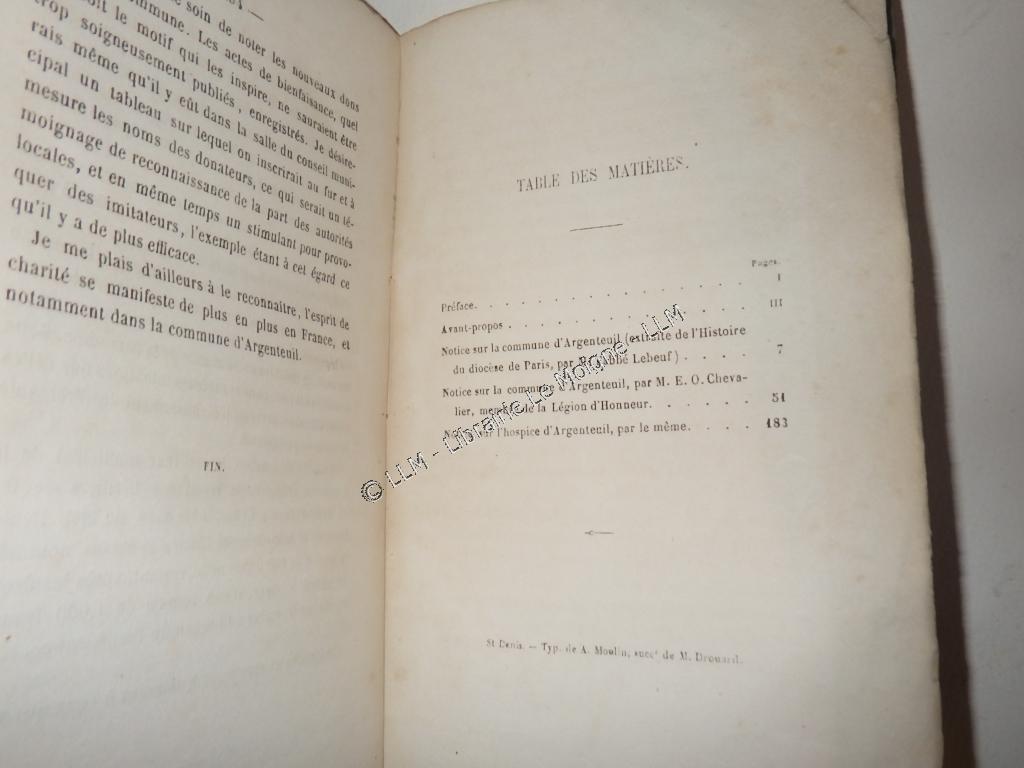 soin de noter les nouveaux dons
commune. Les actes de bienfaisance, quel
soit le motif qui les inspire, ne sauraient être
trop soigneusement publiés, enregistrés. Je désire-
rais même qu'il y eût dans la salle du conseil muni-
cipal un tableau sur lequel on inscrirait au fur et à
mesure les noms des donateurs, ce qui serait un té-
moignage de reconnaissance de la part des autorités
locales, et en même temps un stimulant pour provo-
quer des imitateurs, l'exemple étant à cet égard ce
qu'il y a de plus efficace.
Je me plais d'ailleurs à le reconnaître, l'esprit de
charité se manifeste de plus en plus en France, et
notamment dans la commune d'Argenteuil.
FIN.
TABLE DES MATIÈRES.
Pages.
Préface. . . . . . . . . . . . . . . . I
Avant-propos . . . . . . . . . . . . . . III
Notice sur la commune d'Argenteuil (extraite de l'Histoire
du diocèse de Paris, par Abbé Lebeuf) . . . . 7
Notice sur la commune d'Argenteuil, par M. E. O. Cheva-
lier, membre de la Légion d'Honneur. . . . . . 51
sur l'hospice d'Argenteuil, par le même. . . . 183
St Denis. — Typ. de A. Moulin, succr de M. Drouard.
© LLM - Librairie Le Moigne - LLM